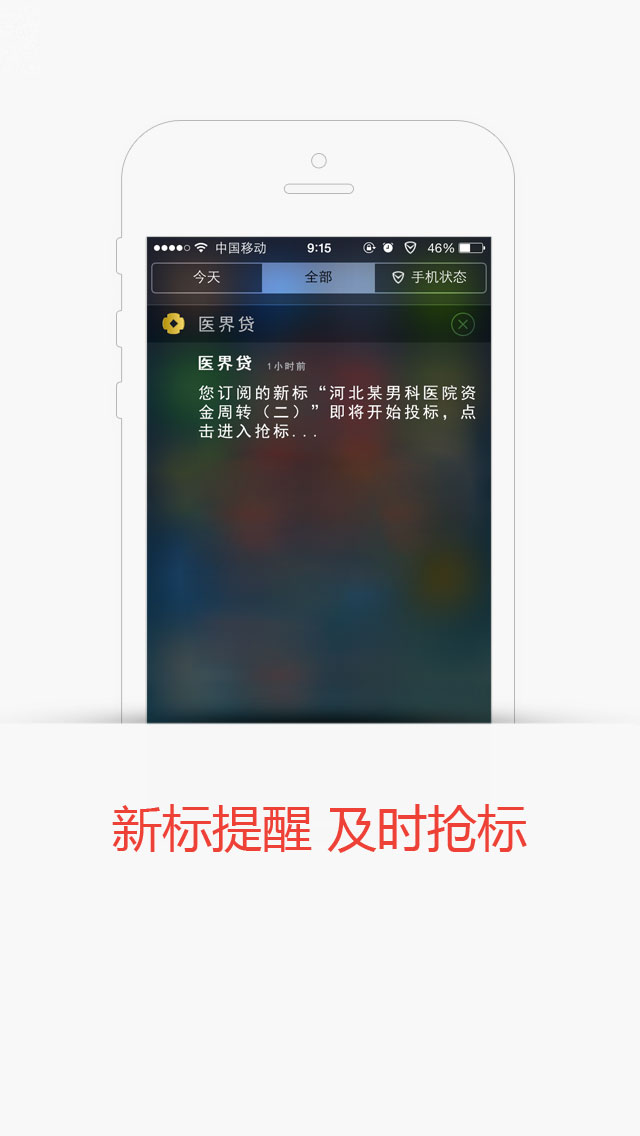 中国移动 9:15 46%
今天 全部 手机状态
医界贷
医界贷 1小时前
您订阅的新标“河北某男科医院资
金周转（二）”即将开始投标，点
击进入抢标...
新标提醒 及时抢标